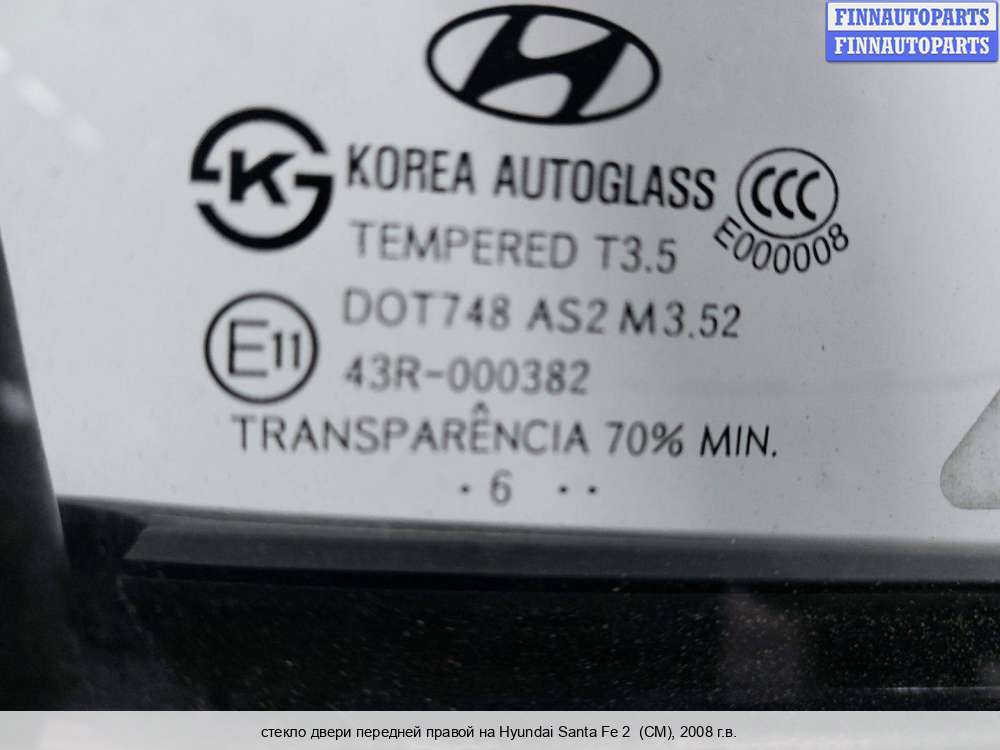 FINNAUTOPARTS
FINNAUTOPARTS
KOREA AUTOGLASS
CCC
E000008
TEMPERED T3.5
DOT748 AS2 M3.52
E11
43R-000382
TRANSPARÊNCIA 70% MIN.
· 6 · ·
стекло двери передней правой на Hyundai Santa Fe 2 (CM), 2008 г.в.